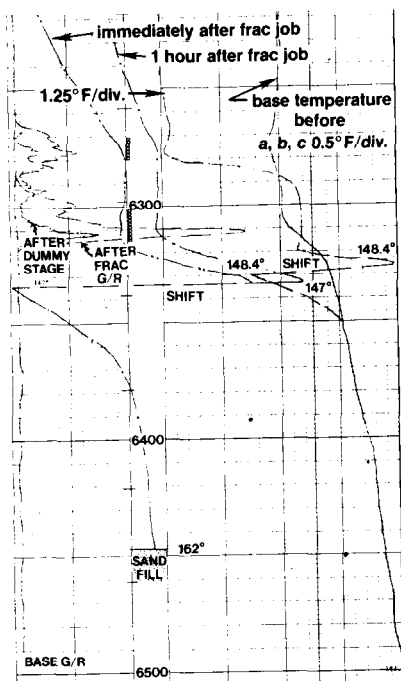 immediately after frac job
1 hour after frac job
1.25°F/div.
base temperature
before
a, b, c 0.5°F/div.
6300
AFTER
DUMMY
STAGE
AFTER
FRAC
G/R
148.4°
SHIFT
148.4°
147°
SHIFT
6400
162°
SAND
FILL
BASE G/R
6500